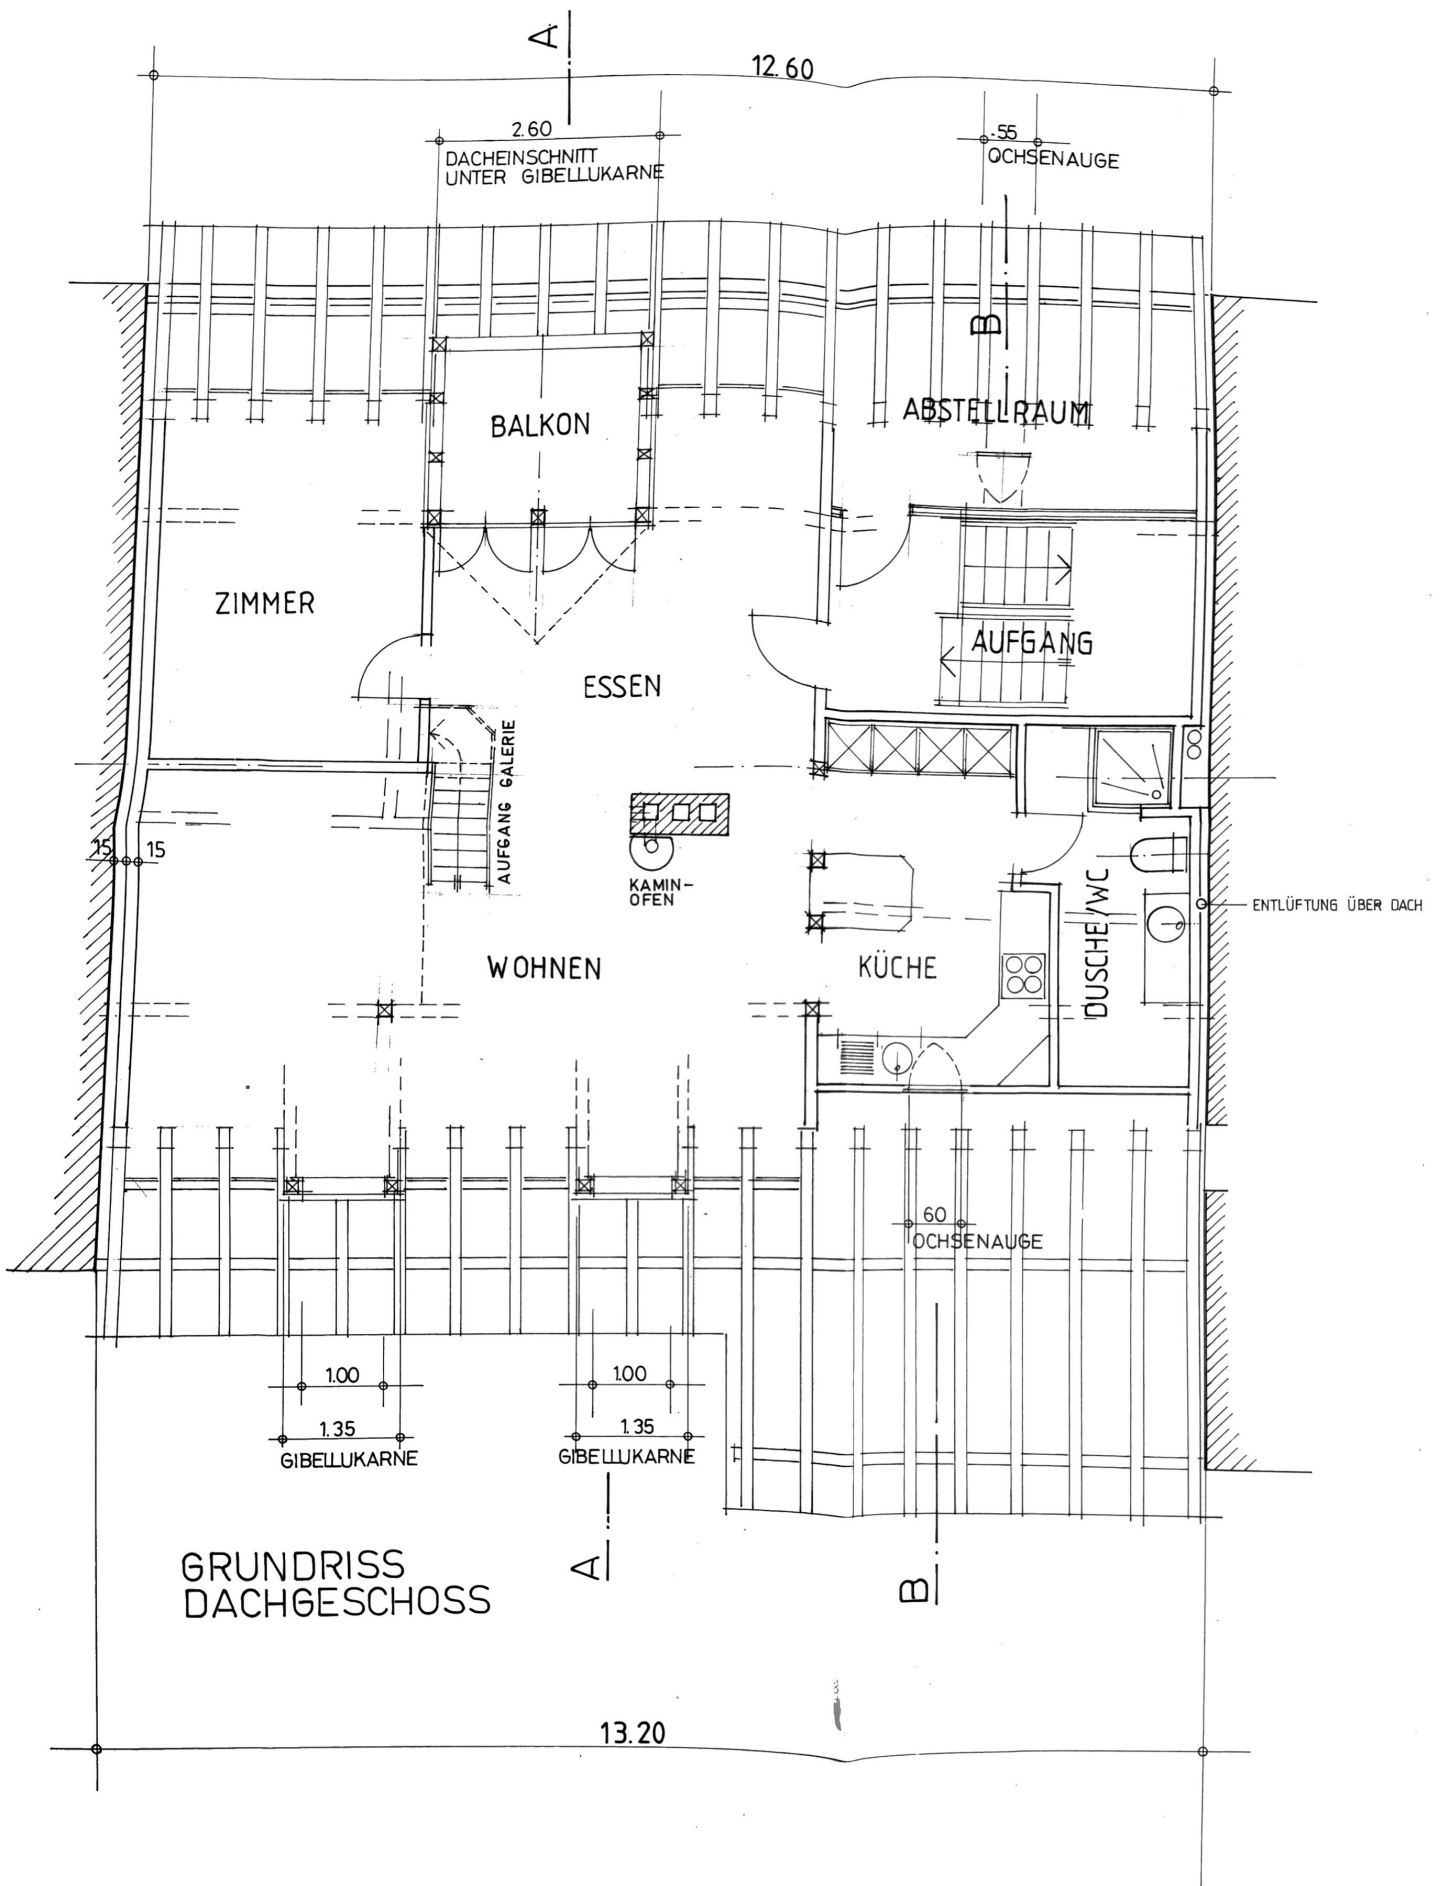 A
12.60
2.60
.55
DACHEINSCHNITT
UNTER GIBELLUKARNE
OCHSENAUGE
B
ABSTELLRAUM
BALKON
ZIMMER
AUFGANG
ESSEN
AUFGANG GALERIE
15 15
KAMIN-
OFEN
DUSCHE/WC
ENTLÜFTUNG ÜBER DACH
WOHNEN
KÜCHE
60
OCHSENAUGE
1.00
1.00
1.35
1.35
GIBELLUKARNE
GIBELLUKARNE
A
B
GRUNDRISS
DACHGESCHOSS
13.20